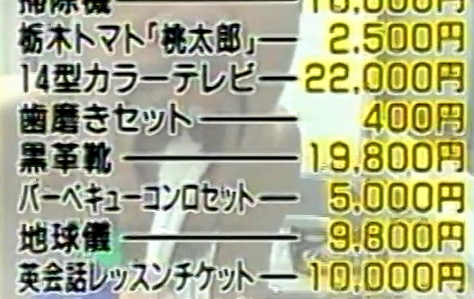 掃除機
栃木トマト「桃太郎」― 2,500円
14型カラーテレビ ― 22,000円
歯磨きセット ― 400円
黒革靴 ― 19,800円
バーベキューコンロセット ― 5,000円
地球儀 ― 9,800円
英会話レッスンチケット ― 10,000円